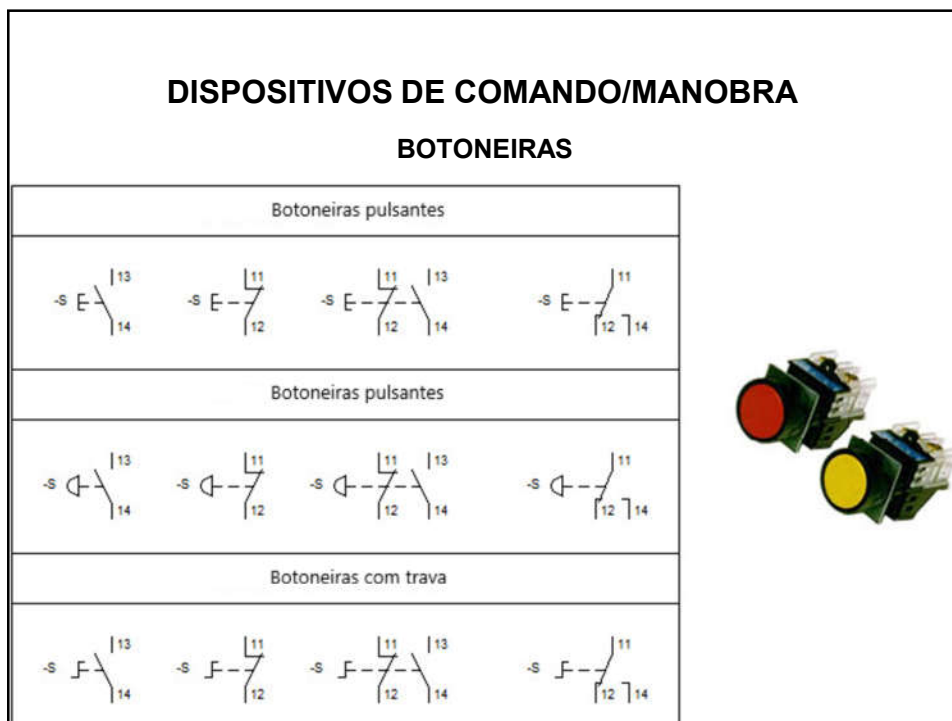 DISPOSITIVOS DE COMANDO/MANOBRA
BOTONEIRAS
Botoneiras pulsantes
13 11 11 13 11
-S -S -S -S
14 12 12 14 12 14
Botoneiras pulsantes
13 11 11 13 11
-S -S -S -S
14 12 12 14 12 14
Botoneiras com trava
13 11 11 13 11
-S -S -S -S
14 12 12 14 12 14